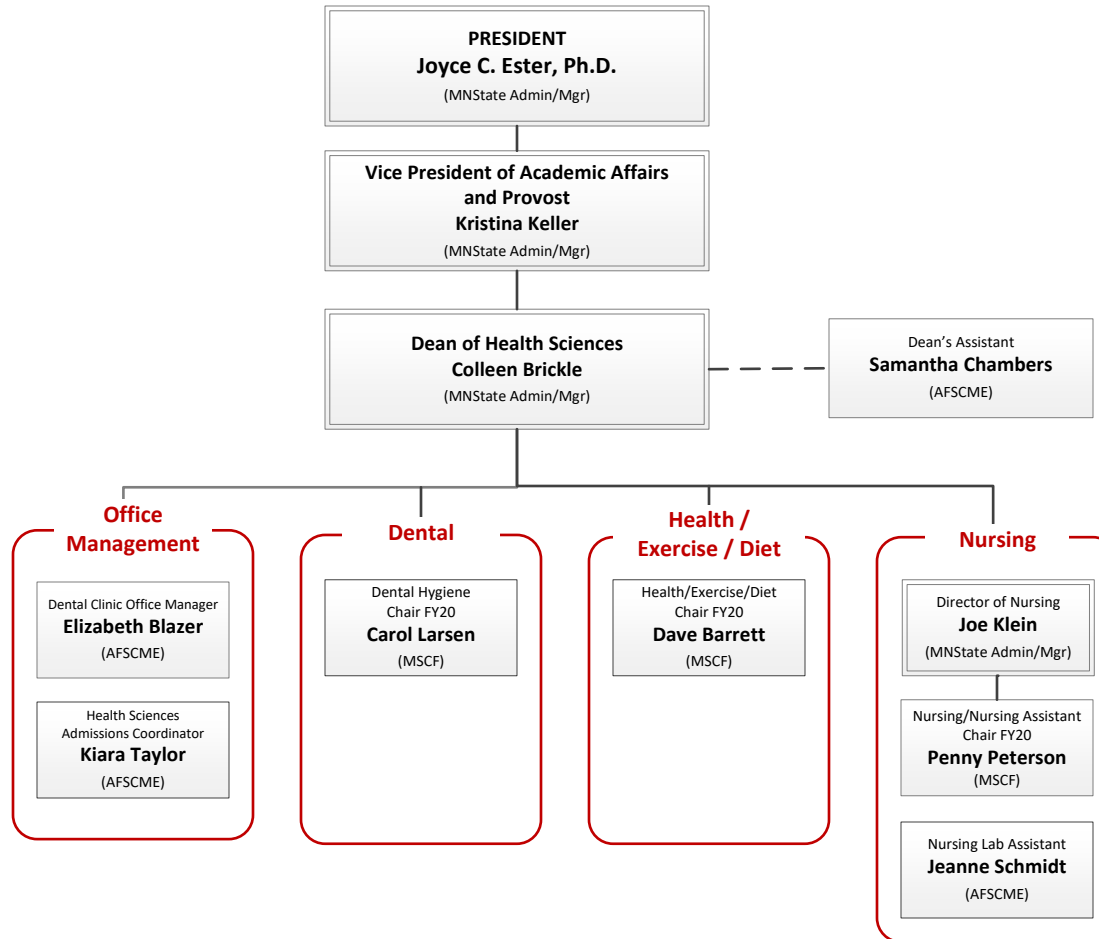 PRESIDENT
Joyce C. Ester, Ph.D.
(MNState Admin/Mgr)
Vice President of Academic Affairs
and Provost
Kristina Keller
(MNState Admin/Mgr)
Dean of Health Sciences
Colleen Brickle
(MNState Admin/Mgr)
Dean’s Assistant
Samantha Chambers
(AFSCME)
Office
Management
Dental Clinic Office Manager
Elizabeth Blazer
(AFSCME)
Health Sciences
Admissions Coordinator
Kiara Taylor
(AFSCME)
Dental
Dental Hygiene
Chair FY20
Carol Larsen
(MSCF)
Health /
Exercise / Diet
Health/Exercise/Diet
Chair FY20
Dave Barrett
(MSCF)
Nursing
Director of Nursing
Joe Klein
(MNState Admin/Mgr)
Nursing/Nursing Assistant
Chair FY20
Penny Peterson
(MSCF)
Nursing Lab Assistant
Jeanne Schmidt
(AFSCME)